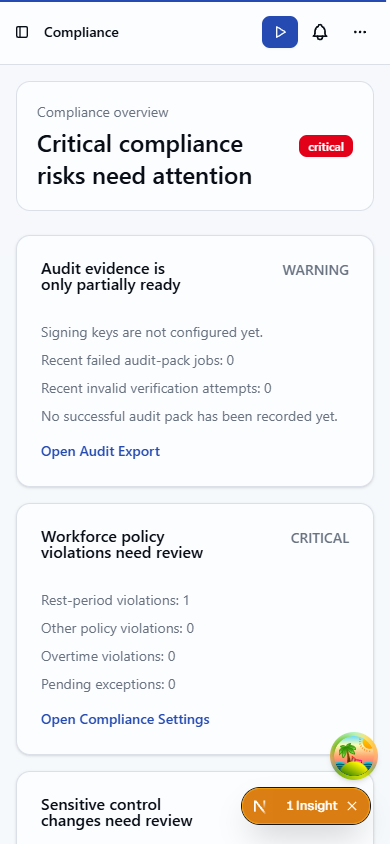 Compliance
Compliance overview
Critical compliance
risks need attention
critical
Audit evidence is
only partially ready
WARNING
Signing keys are not configured yet.
Recent failed audit-pack jobs: 0
Recent invalid verification attempts: 0
No successful audit pack has been recorded yet.
Open Audit Export
Workforce policy
violations need review
CRITICAL
Rest-period violations: 1
Other policy violations: 0
Overtime violations: 0
Pending exceptions: 0
Open Compliance Settings
Sensitive control
changes need review
N 1 Insight